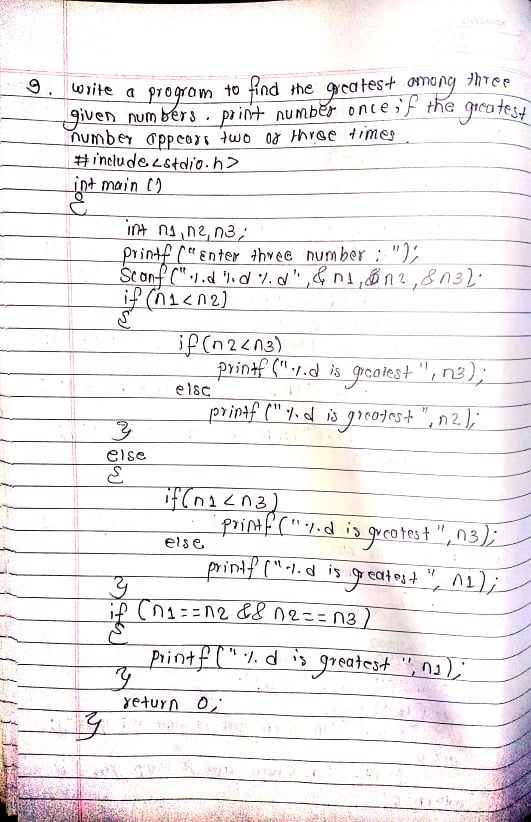 9. write a program to find the greatest among three
given numbers. print number once if the greatest
number appears two or three times
#include<stdio.h>
int main ()
{
int n1, n2, n3;
printf ("Enter three number : ");
Scanf ("%d %d %d", &n1, &n2, &n3);
if (n1<n2)
{
if (n2<n3)
printf ("%d is greatest", n3);
else
printf ("%d is greatest", n2);
}
else
{
if (n1<n3)
printf ("%d is greatest", n3);
else
printf ("%d is greatest", n1);
}
if (n1==n2 && n2==n3)
{
printf ("%d is greatest", n1);
}
return 0;
}